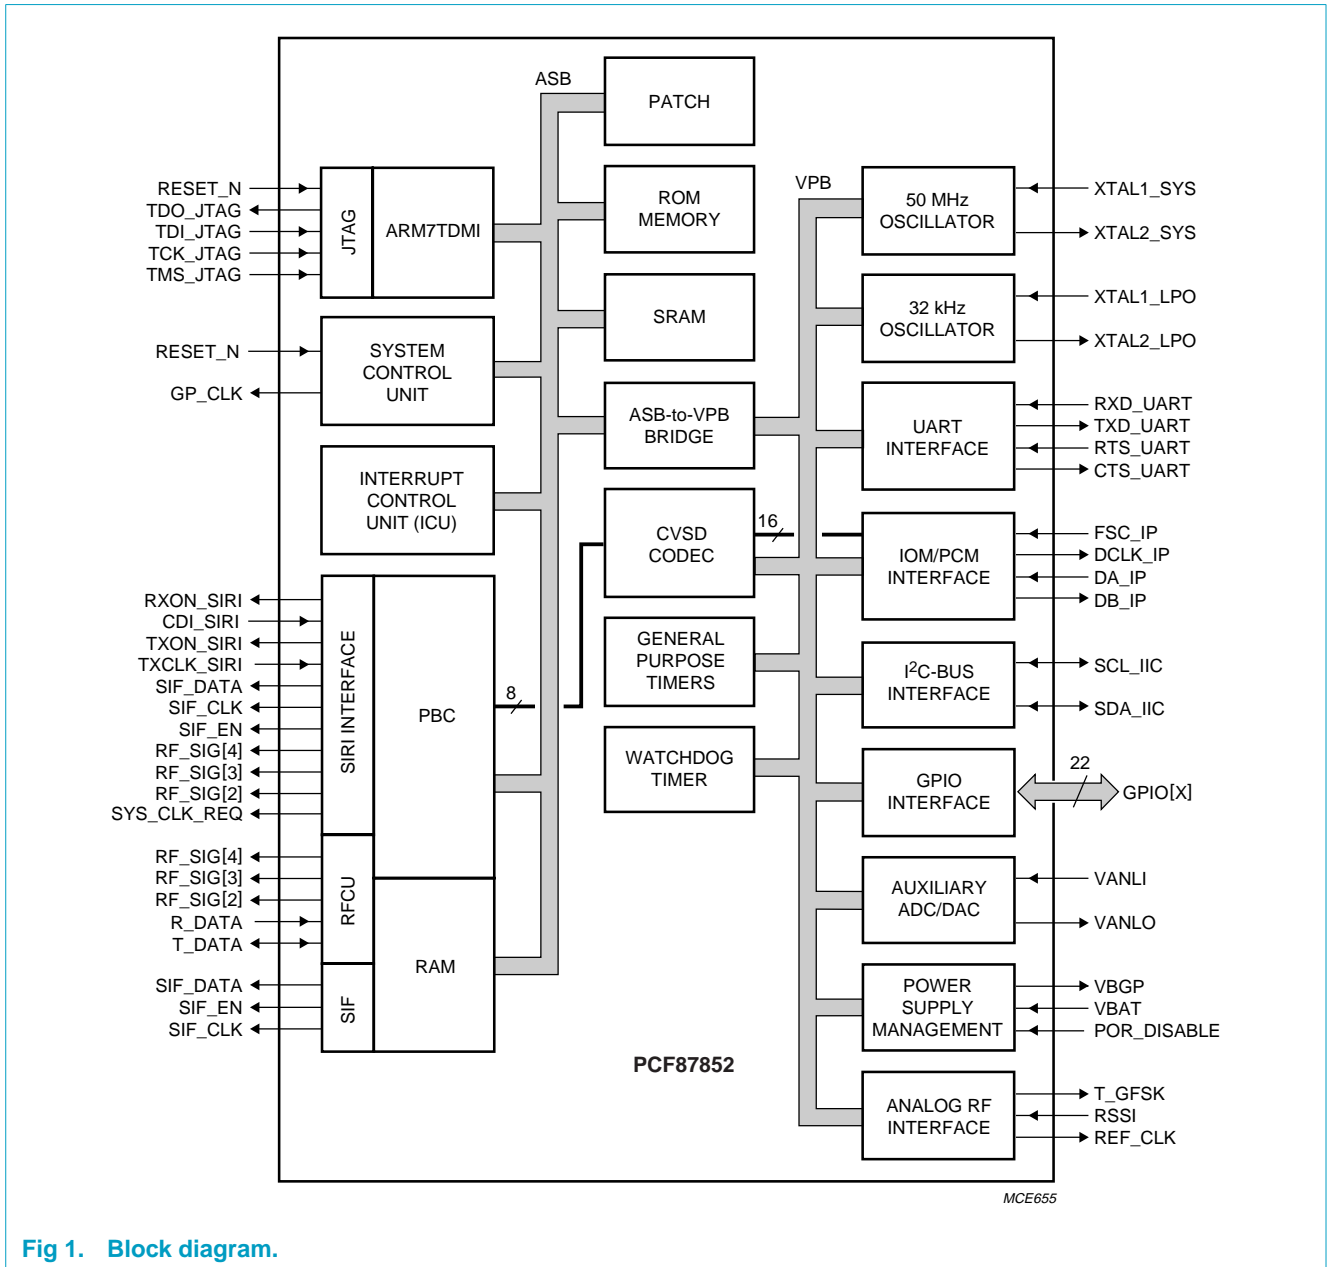 ASB
PATCH
RESET_N
TDO_JTAG
TDI_JTAG
TCK_JTAG
TMS_JTAG
JTAG
ARM7TDMI
ROM
MEMORY
VPB
50 MHz
OSCILLATOR
XTAL1_SYS
XTAL2_SYS
SRAM
32 kHz
OSCILLATOR
XTAL1_LPO
XTAL2_LPO
RESET_N
GP_CLK
SYSTEM
CONTROL
UNIT
ASB-to-VPB
BRIDGE
UART
INTERFACE
RXD_UART
TXD_UART
RTS_UART
CTS_UART
INTERRUPT
CONTROL
UNIT (ICU)
CVSD
CODEC
16
IOM/PCM
INTERFACE
FSC_IP
DCLK_IP
DA_IP
DB_IP
RXON_SIRI
CDI_SIRI
TXON_SIRI
TXCLK_SIRI
SIF_DATA
SIF_CLK
SIF_EN
RF_SIG[4]
RF_SIG[3]
RF_SIG[2]
SYS_CLK_REQ
SIRI INTERFACE
PBC
8
GENERAL
PURPOSE
TIMERS
I2C-BUS
INTERFACE
SCL_IIC
SDA_IIC
WATCHDOG
TIMER
GPIO
INTERFACE
22
GPIO[X]
RF_SIG[4]
RF_SIG[3]
RF_SIG[2]
R_DATA
T_DATA
RFCU
RAM
AUXILIARY
ADC/DAC
VANLI
VANLO
SIF_DATA
SIF_EN
SIF_CLK
SIF
POWER
SUPPLY
MANAGEMENT
VBGP
VBAT
POR_DISABLE
PCF87852
ANALOG RF
INTERFACE
T_GFSK
RSSI
REF_CLK
MCE655
Fig 1. Block diagram.